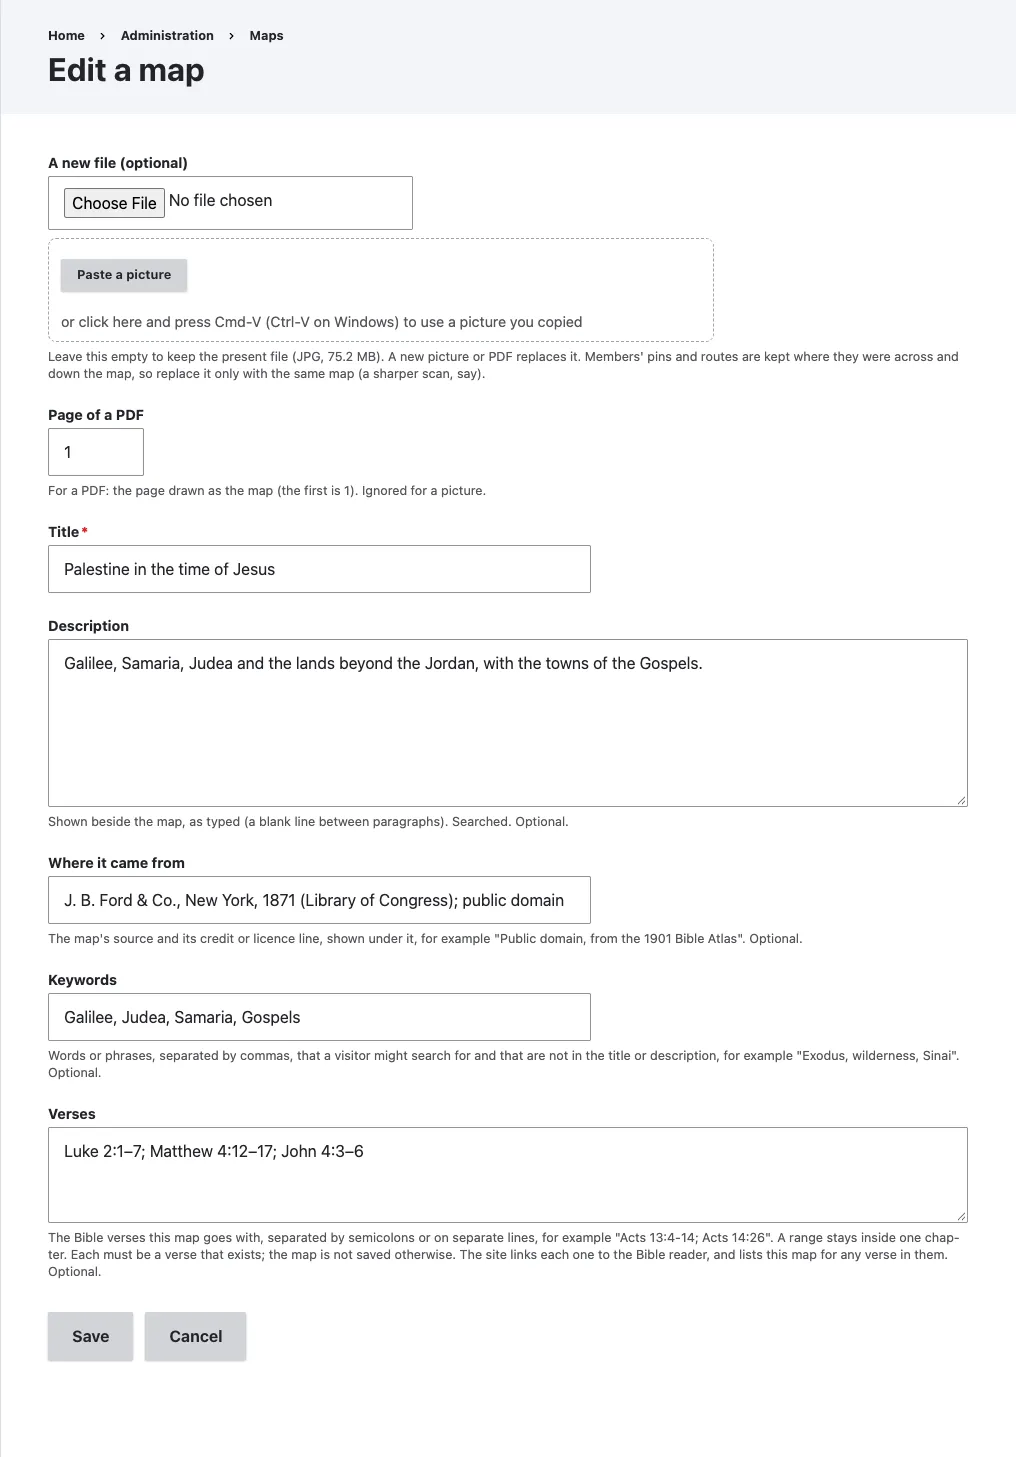 Home › Administration › Maps
Edit a map
A new file (optional)
Choose File No file chosen
Paste a picture
or click here and press Cmd-V (Ctrl-V on Windows) to use a picture you copied
Leave this empty to keep the present file (JPG, 75.2 MB). A new picture or PDF replaces it. Members' pins and routes are kept where they were across and
down the map, so replace it only with the same map (a sharper scan, say).
Page of a PDF
1
For a PDF: the page drawn as the map (the first is 1). Ignored for a picture.
Title*
Palestine in the time of Jesus
Description
Galilee, Samaria, Judea and the lands beyond the Jordan, with the towns of the Gospels.
Shown beside the map, as typed (a blank line between paragraphs). Searched. Optional.
Where it came from
J. B. Ford & Co., New York, 1871 (Library of Congress); public domain
The map's source and its credit or licence line, shown under it, for example "Public domain, from the 1901 Bible Atlas". Optional.
Keywords
Galilee, Judea, Samaria, Gospels
Words or phrases, separated by commas, that a visitor might search for and that are not in the title or description, for example "Exodus, wilderness, Sinai".
Optional.
Verses
Luke 2:1–7; Matthew 4:12–17; John 4:3–6
The Bible verses this map goes with, separated by semicolons or on separate lines, for example "Acts 13:4-14; Acts 14:26". A range stays inside one chap-
ter. Each must be a verse that exists; the map is not saved otherwise. The site links each one to the Bible reader, and lists this map for any verse in them.
Optional.
Save Cancel